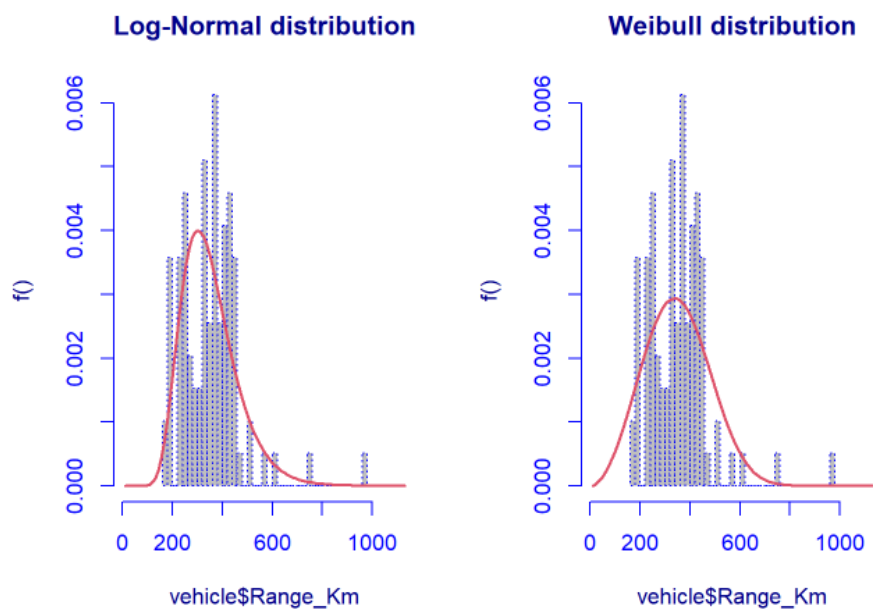 Log-Normal distribution
f()
0.000 0.002 0.004 0.006
0 200 600 1000
vehicle$Range_Km
Weibull distribution
f()
0.000 0.002 0.004 0.006
0 200 600 1000
vehicle$Range_Km